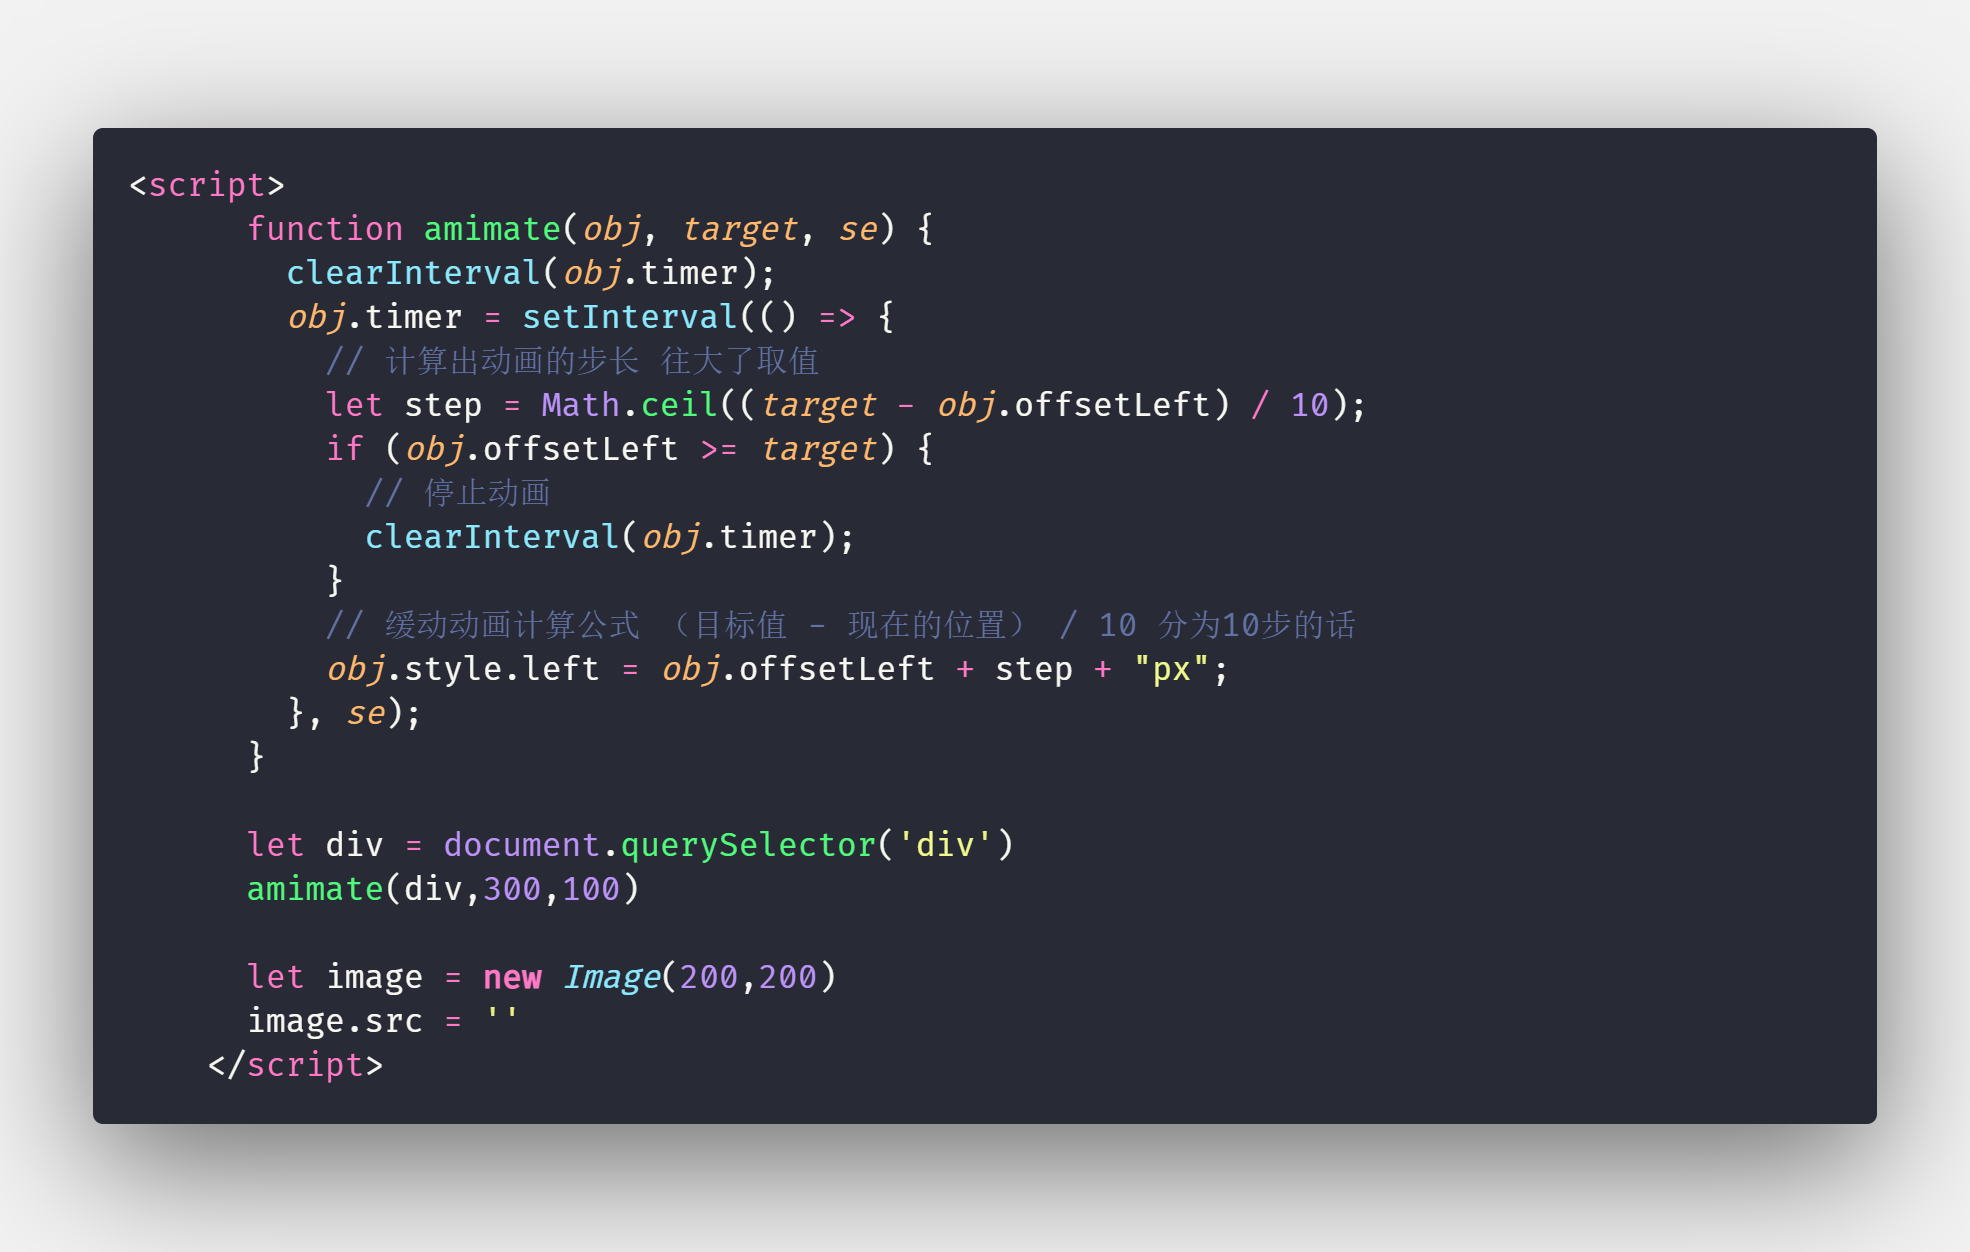 <script>
function amimate(obj, target, se) {
clearInterval(obj.timer);
obj.timer = setInterval(() => {
// 计算出动画的步长 往大了取值
let step = Math.ceil((target - obj.offsetLeft) / 10);
if (obj.offsetLeft >= target) {
// 停止动画
clearInterval(obj.timer);
}
// 缓动动画计算公式 （目标值 - 现在的位置） / 10 分为10步的话
obj.style.left = obj.offsetLeft + step + "px";
}, se);
}
let div = document.querySelector('div')
amimate(div,300,100)
let image = new Image(200,200)
image.src = ''
</script>